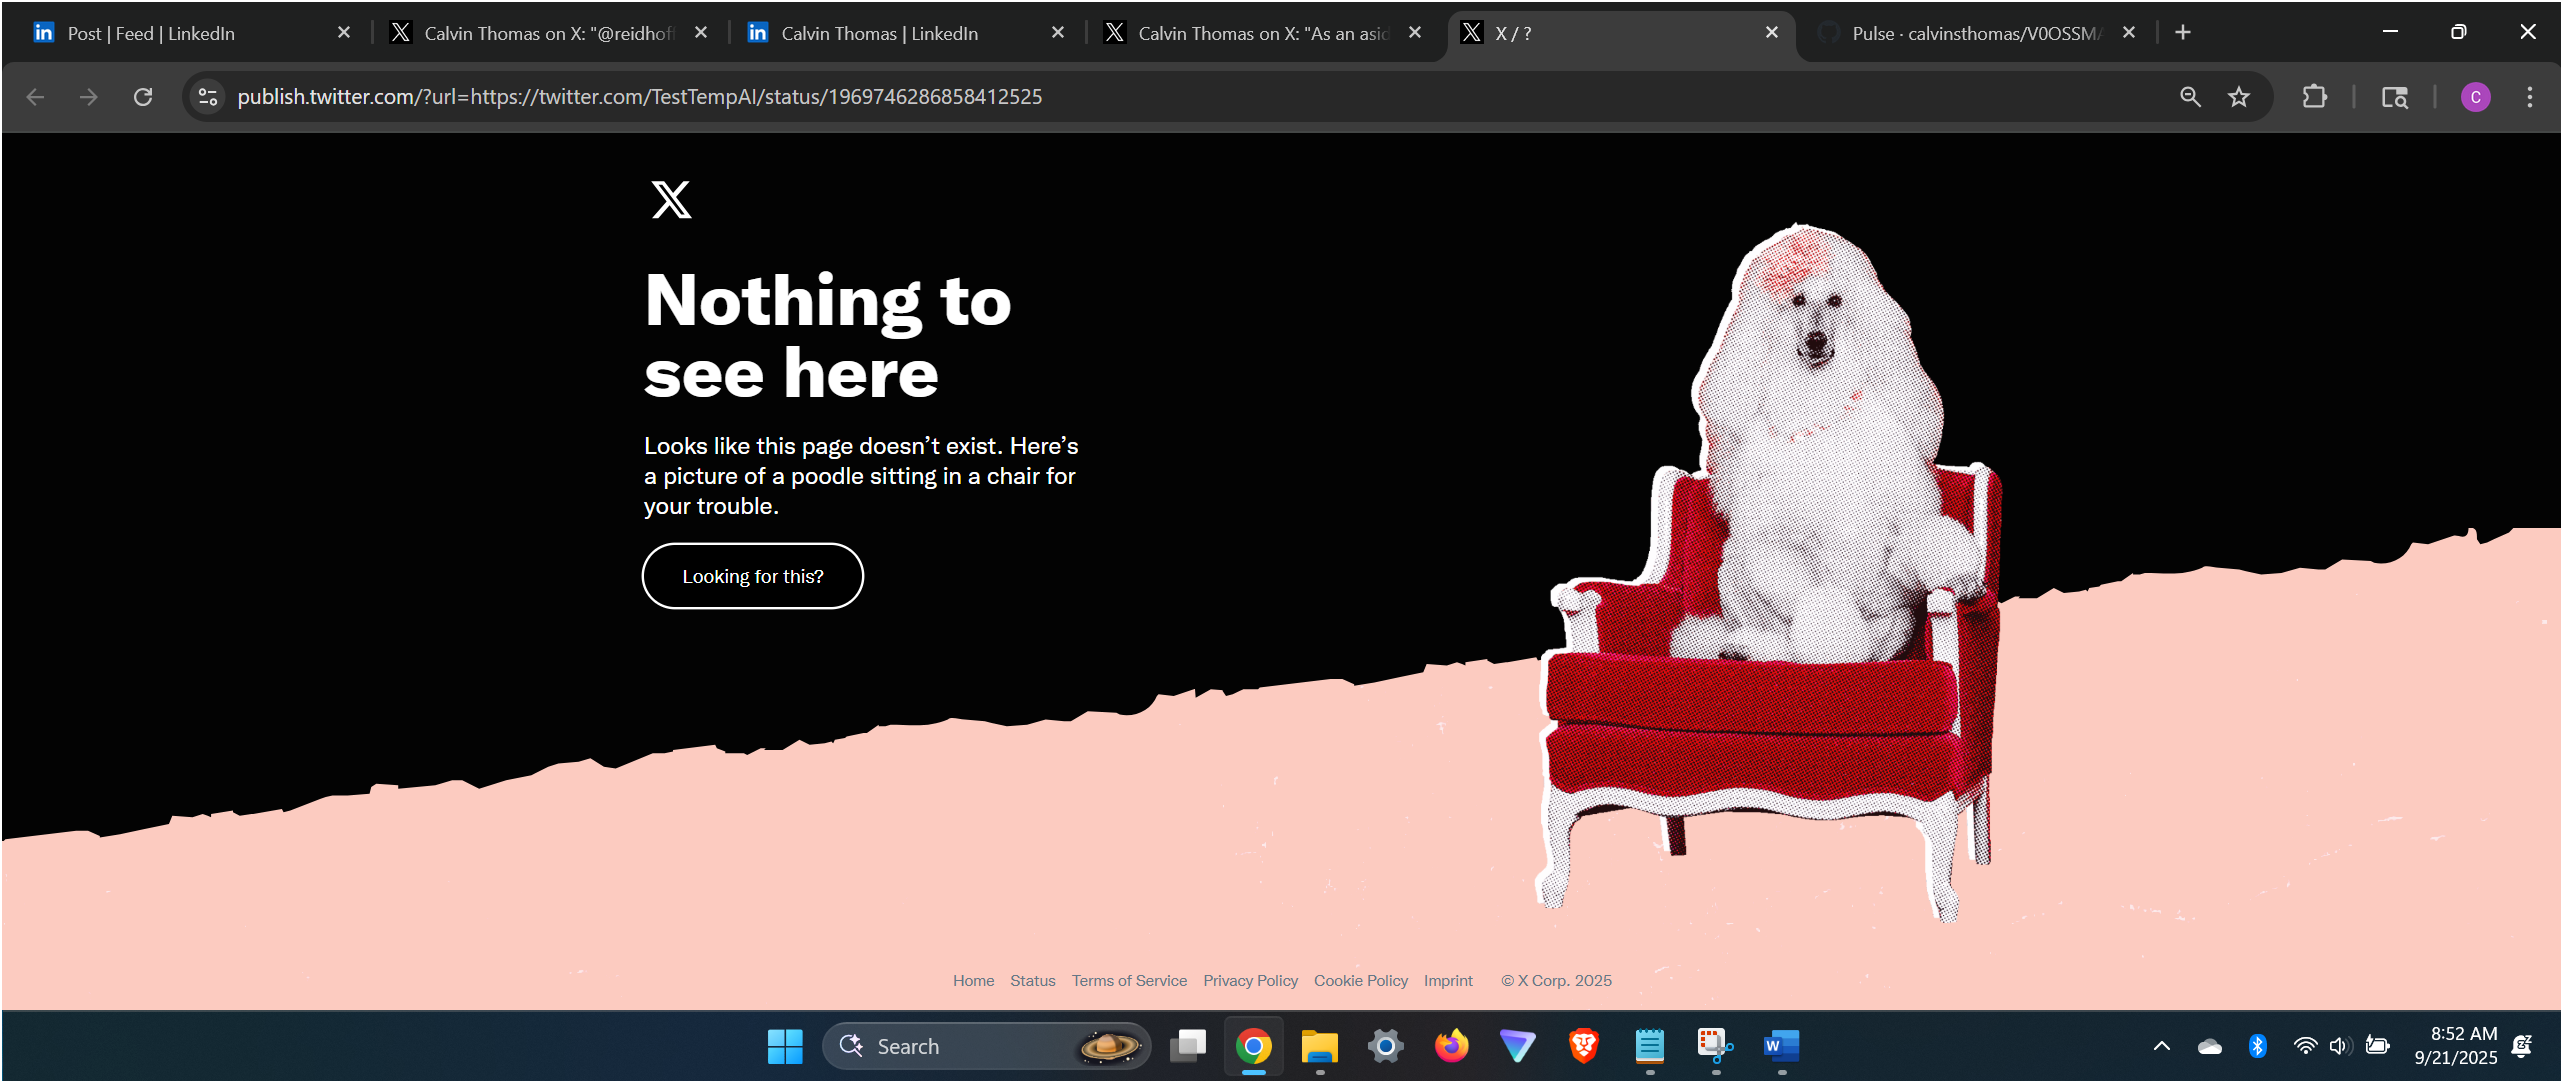 Post | Feed | LinkedIn
Calvin Thomas on X: "@reidhoff
Calvin Thomas | LinkedIn
Calvin Thomas on X: "As an asid
X / ?
Pulse · calvinsthomas/V0OSSMA
publish.twitter.com/?url=https://twitter.com/TestTempAI/status/1969746286858412525
C
Nothing to
see here
Looks like this page doesn’t exist. Here’s
a picture of a poodle sitting in a chair for
your trouble.
Looking for this?
Home Status Terms of Service Privacy Policy Cookie Policy Imprint © X Corp. 2025
Search
8:52 AM
9/21/2025